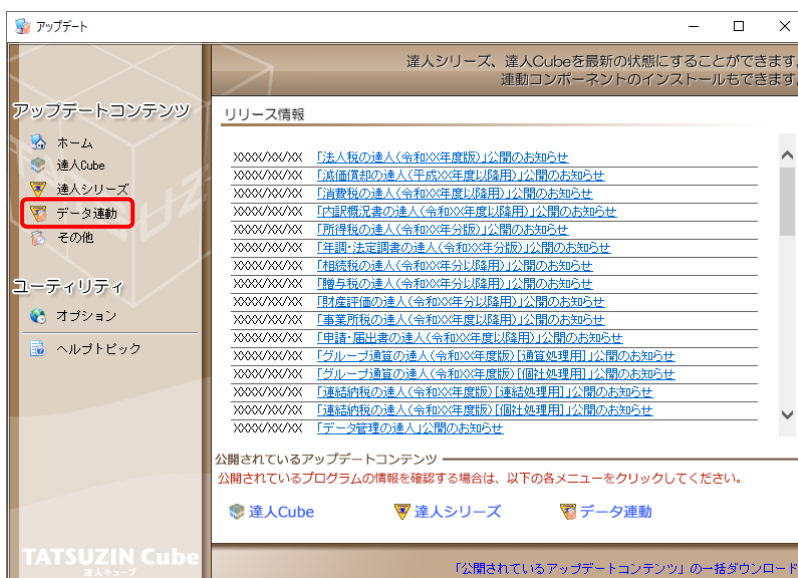 アップデート
達人シリーズ、達人Cubeを最新の状態にすることができます。
連動コンポーネントのインストールもできます。
アップデートコンテンツ
ホーム
達人Cube
達人シリーズ
データ連動
その他
ユーティリティ
オプション
ヘルプトピック
リリース情報
XXXX/XX/XX 「法人税の達人(令和XX年度版)」公開のお知らせ
XXXX/XX/XX 「減価償却の達人(平成XX年度以降用)」公開のお知らせ
XXXX/XX/XX 「消費税の達人(令和XX年度以降用)」公開のお知らせ
XXXX/XX/XX 「内訳概況書の達人(令和XX年度以降用)」公開のお知らせ
XXXX/XX/XX 「所得税の達人(令和XX年分版)」公開のお知らせ
XXXX/XX/XX 「年調・法定調書の達人(令和XX年分版)」公開のお知らせ
XXXX/XX/XX 「相続税の達人(令和XX年分以降用)」公開のお知らせ
XXXX/XX/XX 「贈与税の達人(令和XX年分以降用)」公開のお知らせ
XXXX/XX/XX 「財産評価の達人(令和XX年分以降用)」公開のお知らせ
XXXX/XX/XX 「事業所税の達人(令和XX年度以降用)」公開のお知らせ
XXXX/XX/XX 「申請・届出書の達人(令和XX年度以降用)」公開のお知らせ
XXXX/XX/XX 「グループ通算の達人(令和XX年度版)[通算処理用]」公開のお知らせ
XXXX/XX/XX 「グループ通算の達人(令和XX年度版)[個社処理用]」公開のお知らせ
XXXX/XX/XX 「連結納税の達人(令和XX年度版)[連結処理用]」公開のお知らせ
XXXX/XX/XX 「連結納税の達人(令和XX年度版)[個社処理用]」公開のお知らせ
XXXX/XX/XX 「データ管理の達人」公開のお知らせ
公開されているアップデートコンテンツ
公開されているプログラムの情報を確認する場合は、以下の各メニューをクリックしてください。
達人Cube 達人シリーズ データ連動
TATSUZIN Cube
達人キューブ
「公開されているアップデートコンテンツ」の一括ダウンロード